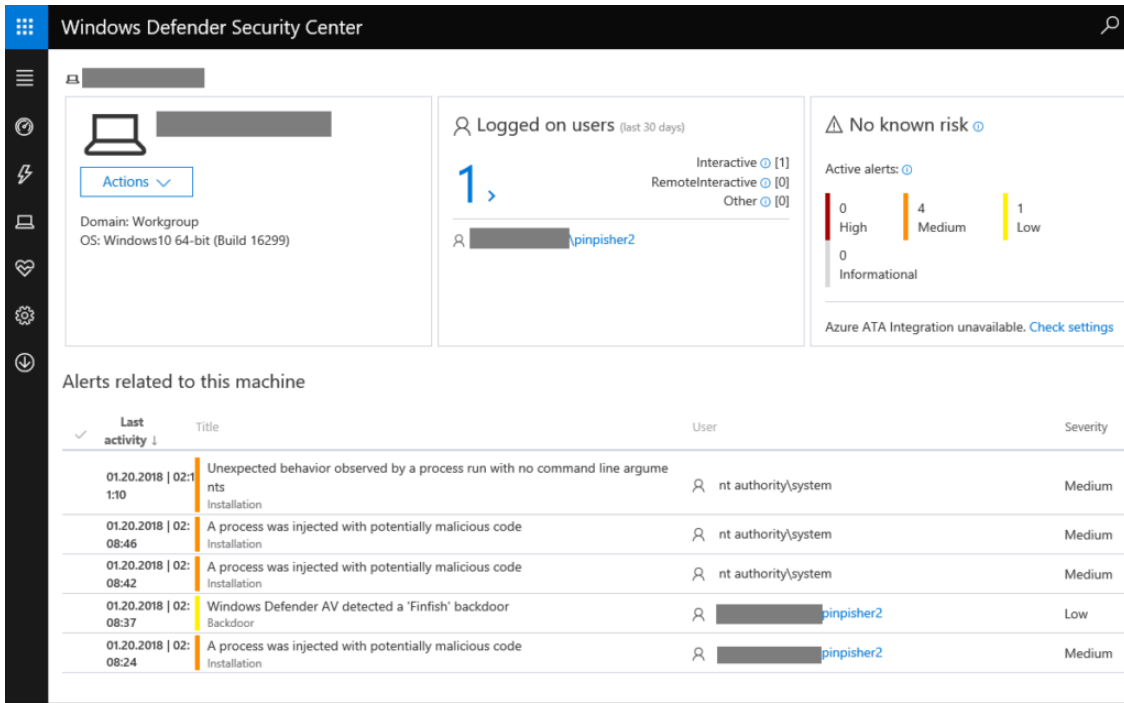 Windows Defender Security Center
Actions
Domain: Workgroup
OS: Windows10 64-bit (Build 16299)
Logged on users (last 30 days)
1
Interactive [1]
RemoteInteractive [0]
Other [0]
\pinpisher2
No known risk
Active alerts:
0
High
4
Medium
1
Low
0
Informational
Azure ATA Integration unavailable. Check settings
Alerts related to this machine
Last
activity ↓
Title
User
Severity
01.20.2018 | 02:1
1:10
Unexpected behavior observed by a process run with no command line argume
nts
Installation
nt authority\system
Medium
01.20.2018 | 02:
08:46
A process was injected with potentially malicious code
Installation
nt authority\system
Medium
01.20.2018 | 02:
08:42
A process was injected with potentially malicious code
Installation
nt authority\system
Medium
01.20.2018 | 02:
08:37
Windows Defender AV detected a 'Finfish' backdoor
Backdoor
pinpisher2
Low
01.20.2018 | 02:
08:24
A process was injected with potentially malicious code
Installation
pinpisher2
Medium